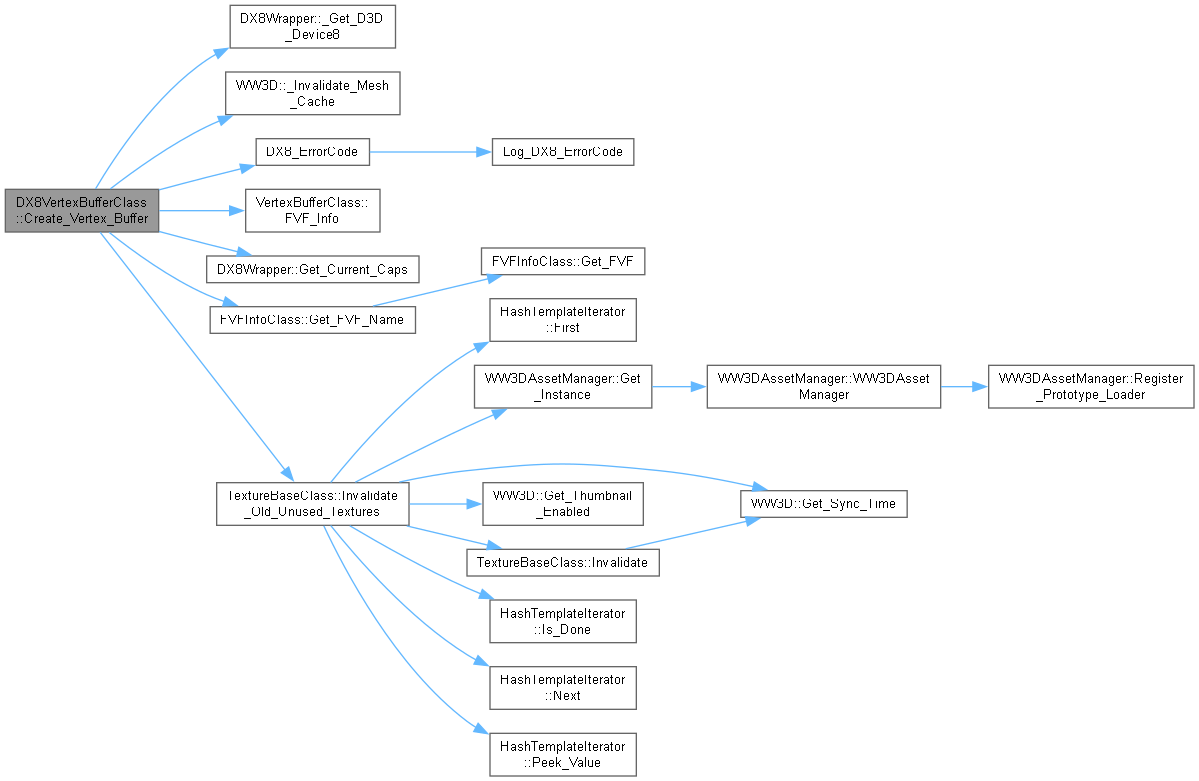 DX8VertexBufferClass
::Create_Vertex_Buffer
DX8Wrapper::_Get_D3D
_Device8
WW3D::_Invalidate_Mesh
_Cache
DX8_ErrorCode
Log_DX8_ErrorCode
VertexBufferClass::
FVF_Info
DX8Wrapper::Get_Current_Caps
FVFInfoClass::Get_FVF_Name
FVFInfoClass::Get_FVF
TextureBaseClass::Invalidate
_Old_Unused_Textures
HashTemplateIterator
::First
WW3DAssetManager::Get
_Instance
WW3DAssetManager::WW3DAsset
Manager
WW3DAssetManager::Register
_Prototype_Loader
WW3D::Get_Thumbnail
_Enabled
WW3D::Get_Sync_Time
TextureBaseClass::Invalidate
HashTemplateIterator
::Is_Done
HashTemplateIterator
::Next
HashTemplateIterator
::Peek_Value